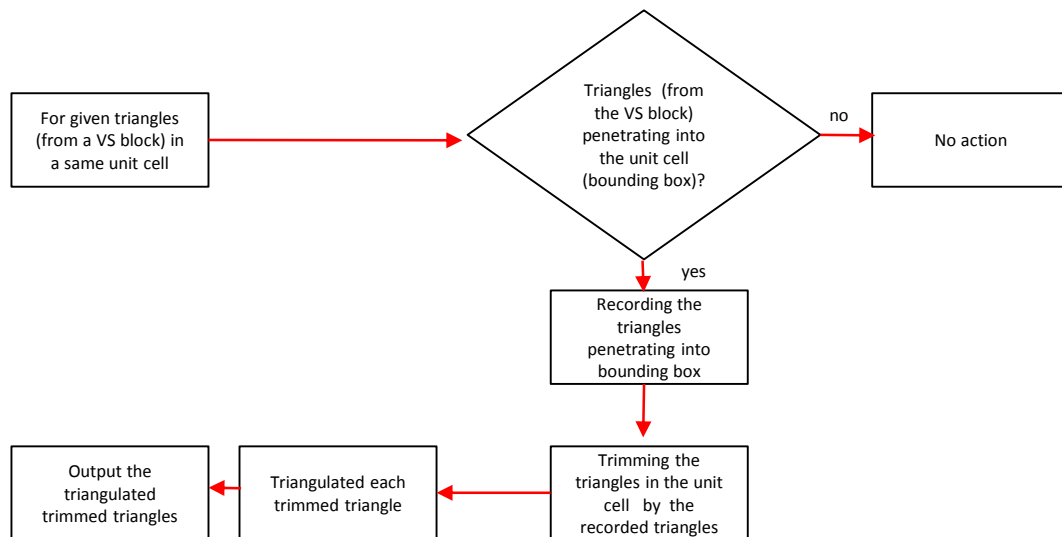 For given triangles
(from a VS block) in
a same unit cell
Triangles (from
the VS block)
penetrating into
the unit cell
(bounding box)?
no
No action
yes
Recording the
triangles
penetrating into
bounding box
Trimming the
triangles in the unit
cell by the
recorded triangles
Triangulated each
trimmed triangle
Output the
triangulated
trimmed triangles